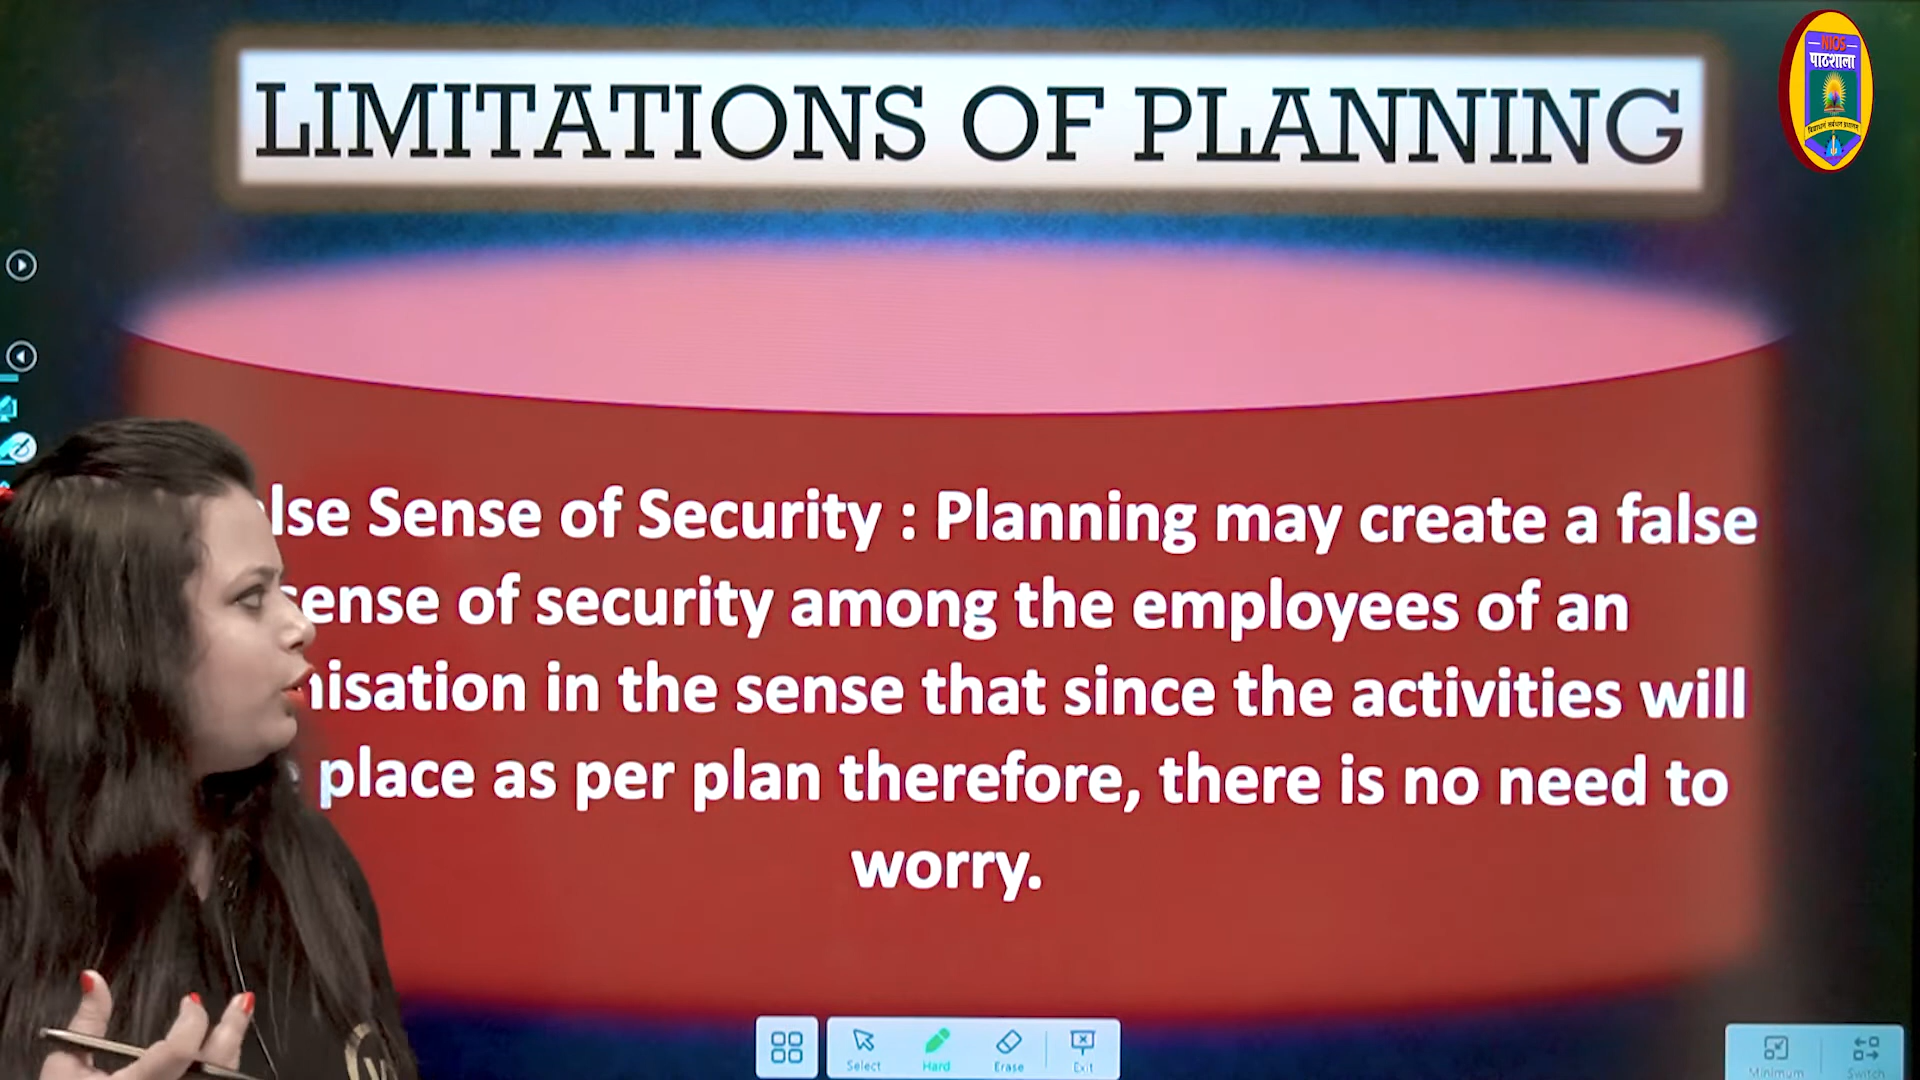 LIMITATIONS OF PLANNING
NIOS
पाठशाला
Sense of Security : Planning may create a false
sense of security among the employees of an
in the sense that since the activities will
place as per plan therefore, there is no need to
worry.
Select
Hard
Erase
Exit
Minimum
Switch